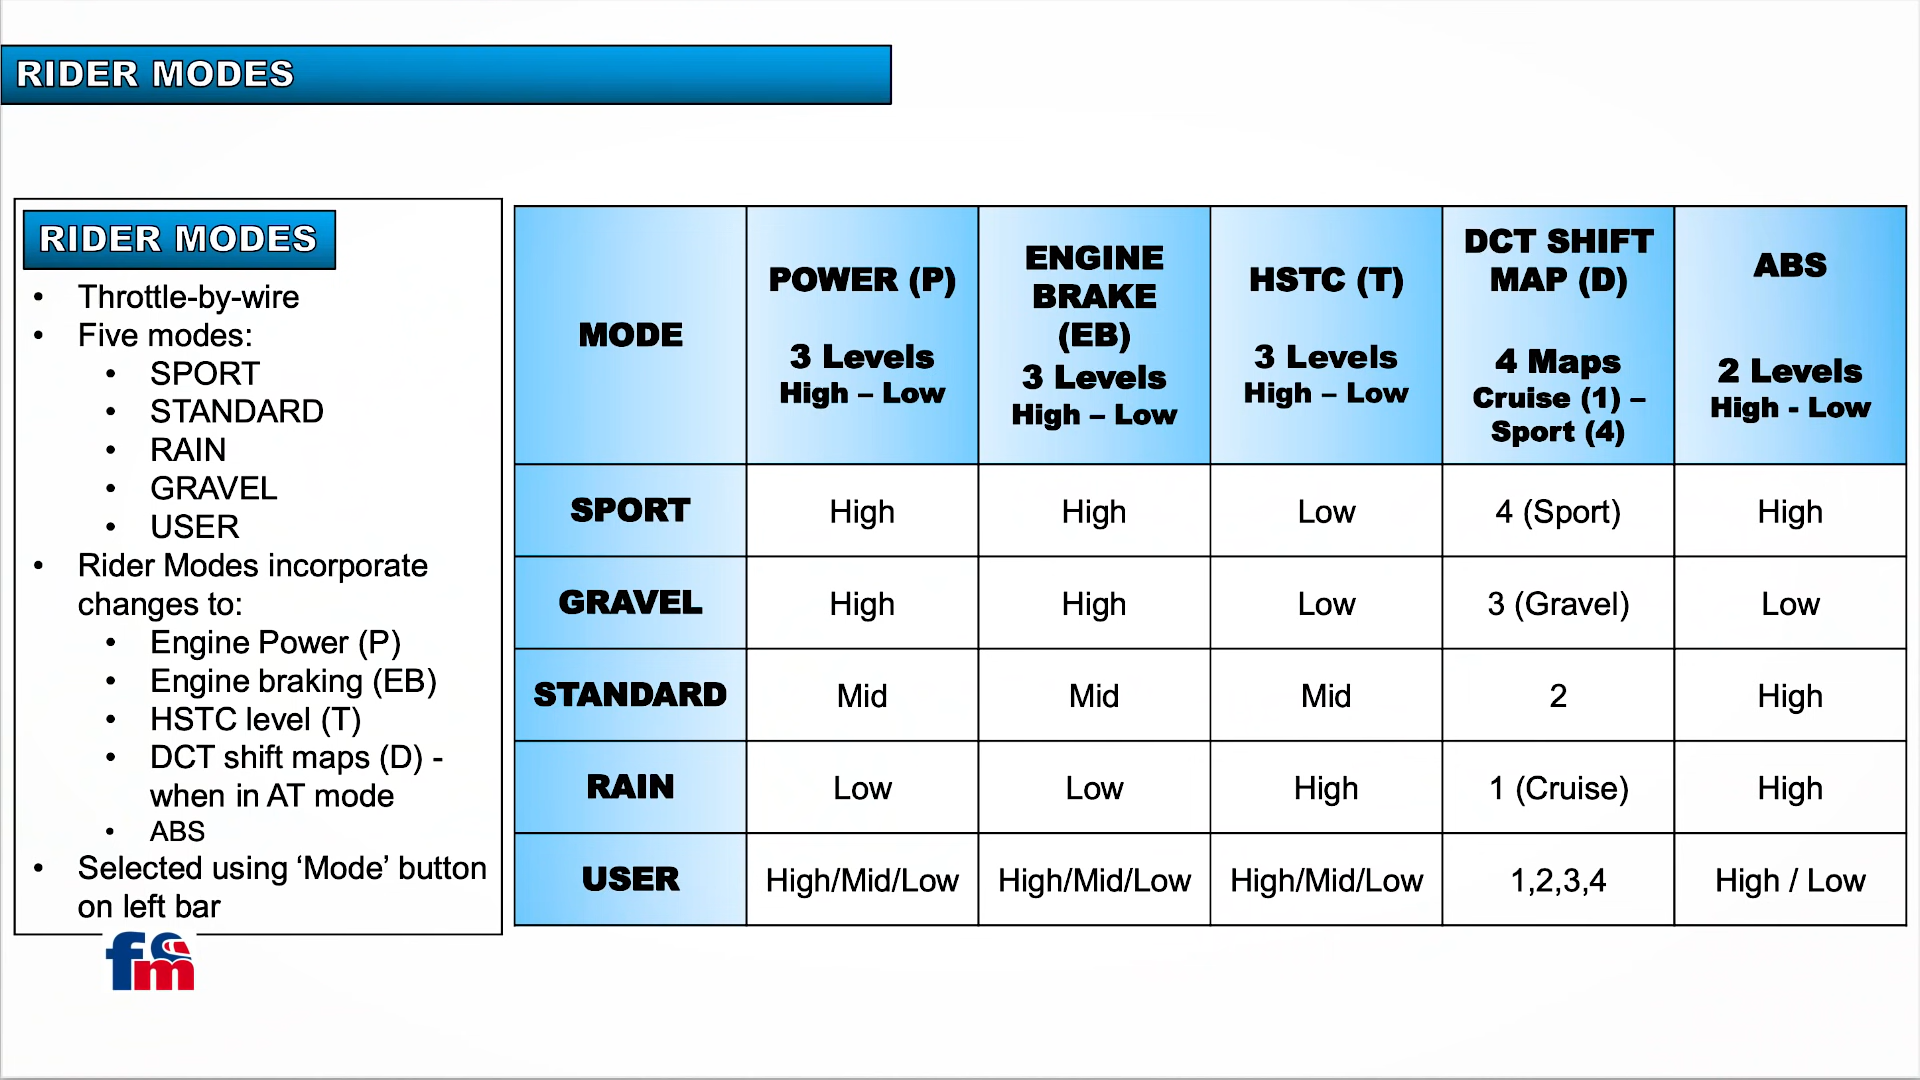 RIDER MODES
RIDER MODES
• Throttle-by-wire
• Five modes:
• SPORT
• STANDARD
• RAIN
• GRAVEL
• USER
• Rider Modes incorporate
changes to:
• Engine Power (P)
• Engine braking (EB)
• HSTC level (T)
• DCT shift maps (D) -
when in AT mode
• ABS
• Selected using ‘Mode’ button
on left bar
MODE
POWER (P)
3 Levels
High – Low
ENGINE
BRAKE
(EB)
3 Levels
High – Low
HSTC (T)
3 Levels
High – Low
DCT SHIFT
MAP (D)
4 Maps
Cruise (1) –
Sport (4)
ABS
2 Levels
High - Low
SPORT High High Low 4 (Sport) High
GRAVEL High High Low 3 (Gravel) Low
STANDARD Mid Mid Mid 2 High
RAIN Low Low High 1 (Cruise) High
USER High/Mid/Low High/Mid/Low High/Mid/Low 1,2,3,4 High / Low
fm